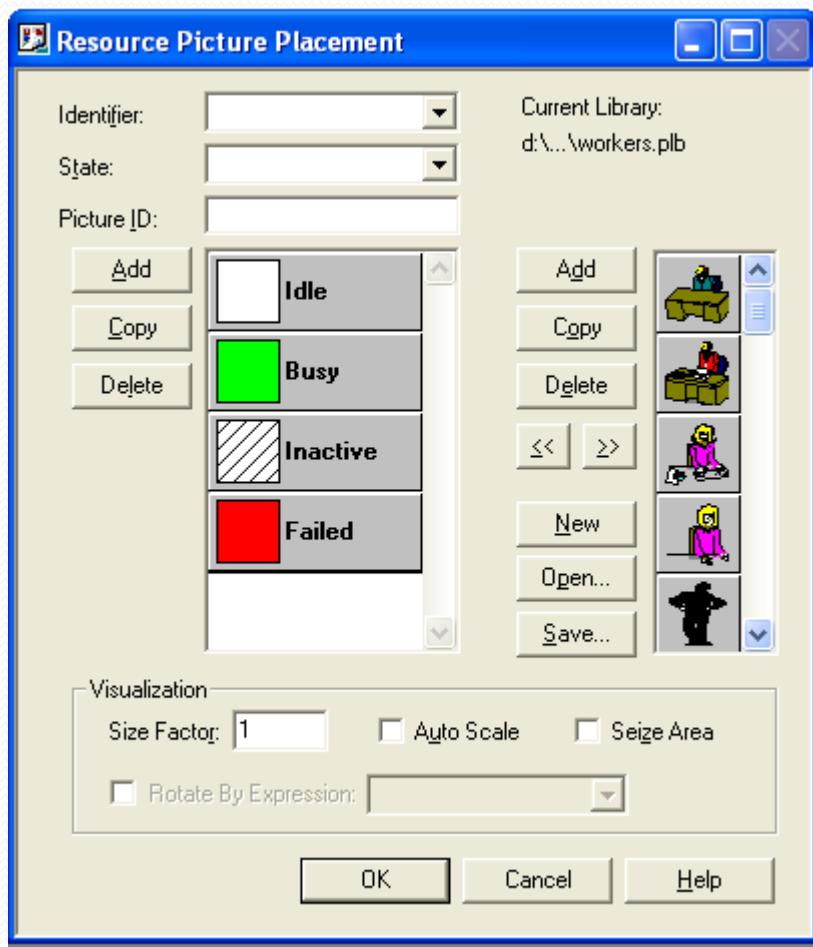 Resource Picture Placement
Identifier:
Current Library:
d:\...\workers.plb
State:
Picture ID:
Add
Copy
Delete
Idle
Busy
Inactive
Failed
Add
Copy
Delete
<< >>
New
Open...
Save...
Visualization
Size Factor: 1 Auto Scale Seize Area
Rotate By Expression:
OK Cancel Help